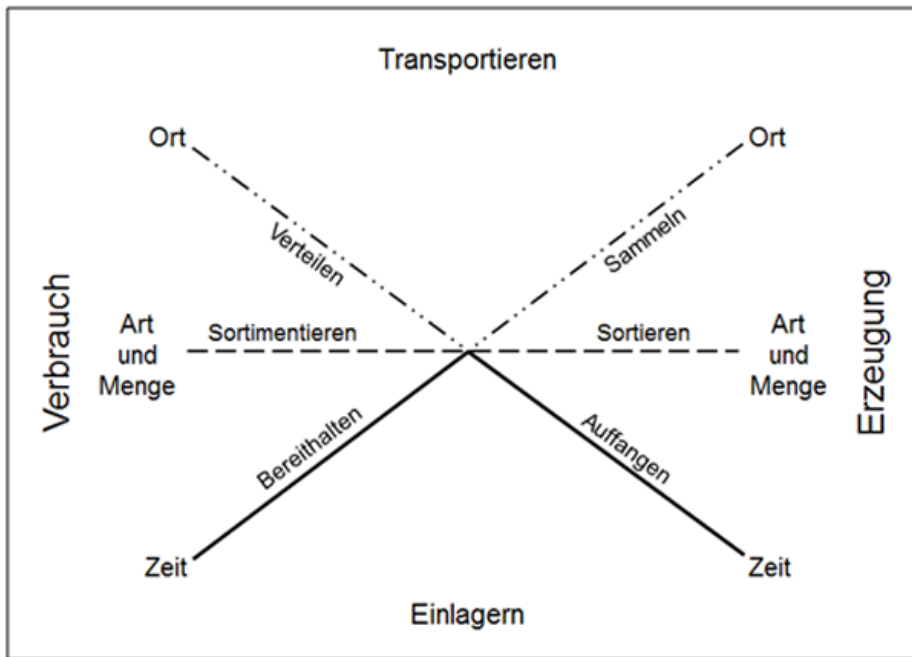 Transportieren
Ort
Ort
Verteilen
Sammeln
Verbrauch
Art
und
Menge
Sortimentieren
Sortieren
Art
und
Menge
Erzeugung
Bereithalten
Auffangen
Zeit
Zeit
Einlagern